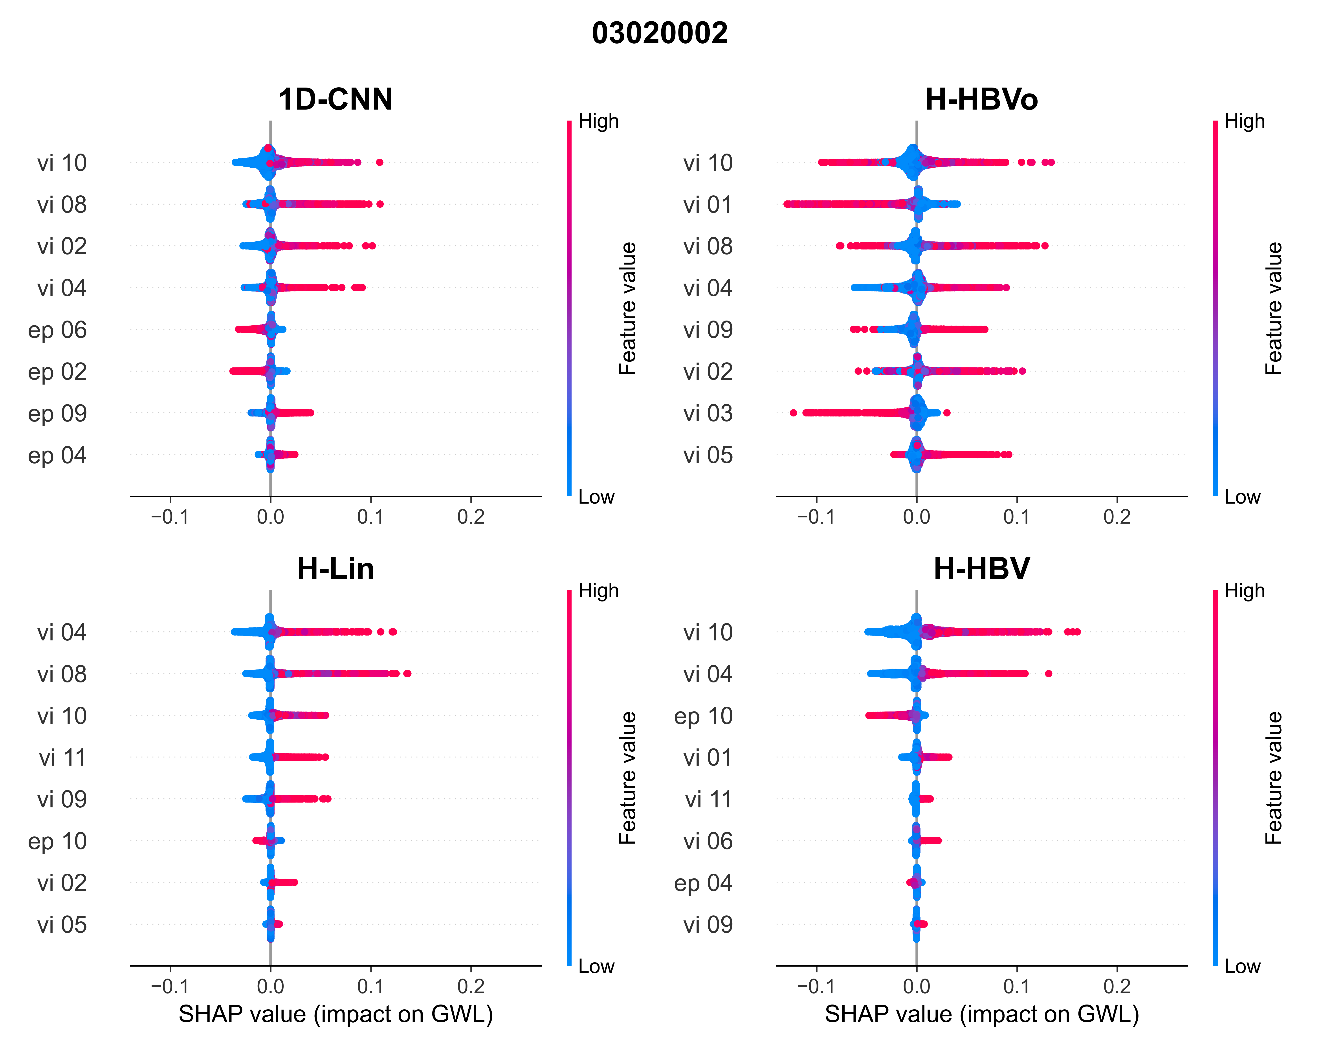 03020002
1D-CNN
High
vi 10
vi 08
vi 02
vi 04
ep 06
ep 02
ep 09
ep 04
Feature value
Low
−0.1 0.0 0.1 0.2
H-HBVo
High
vi 10
vi 01
vi 08
vi 04
vi 09
vi 02
vi 03
vi 05
Feature value
Low
−0.1 0.0 0.1 0.2
H-Lin
High
vi 04
vi 08
vi 10
vi 11
vi 09
ep 10
vi 02
vi 05
Feature value
Low
−0.1 0.0 0.1 0.2
SHAP value (impact on GWL)
H-HBV
High
vi 10
vi 04
ep 10
vi 01
vi 11
vi 06
ep 04
vi 09
Feature value
Low
−0.1 0.0 0.1 0.2
SHAP value (impact on GWL)